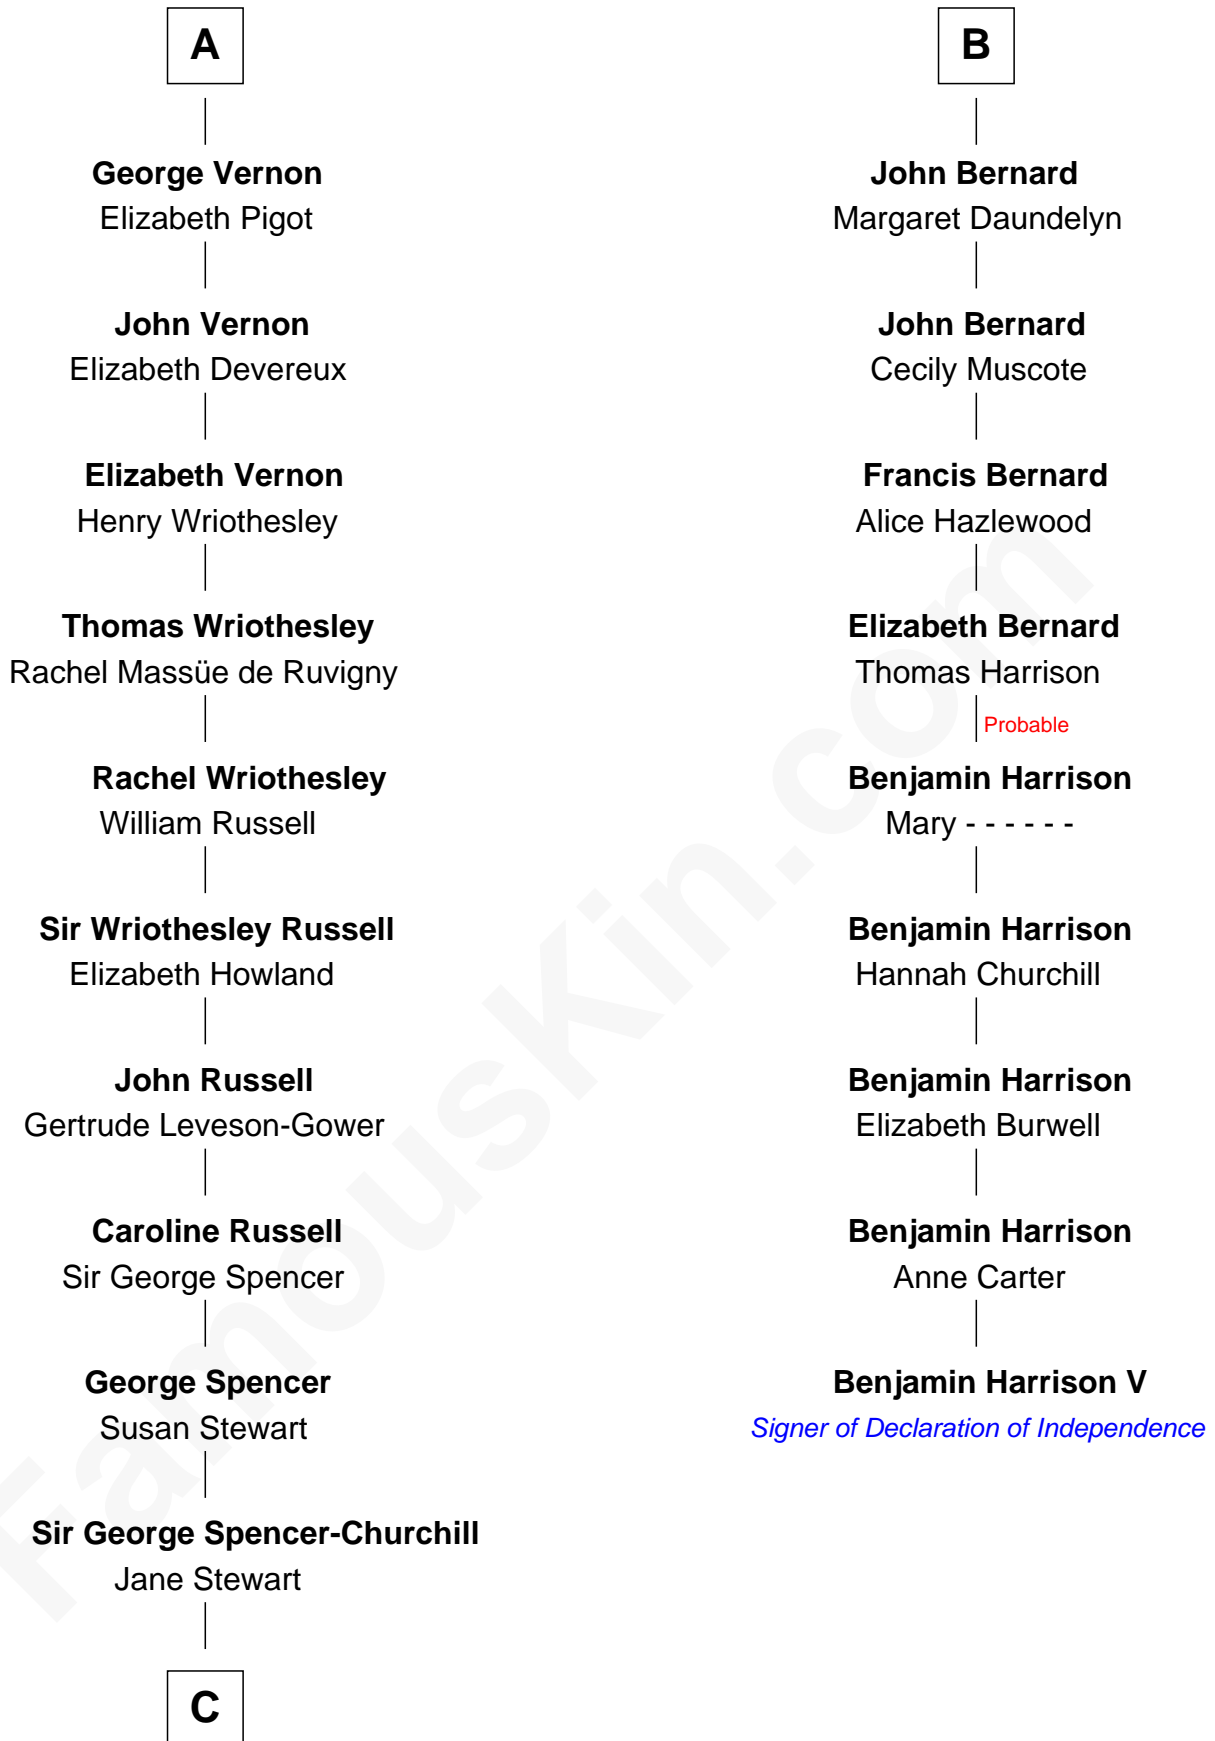 A
George Vernon
Elizabeth Pigot
John Vernon
Elizabeth Devereux
Elizabeth Vernon
Henry Wriothesley
Thomas Wriothesley
Rachel Massüe de Ruvigny
Rachel Wriothesley
William Russell
Sir Wriothesley Russell
Elizabeth Howland
John Russell
Gertrude Leveson-Gower
Caroline Russell
Sir George Spencer
George Spencer
Susan Stewart
Sir George Spencer-Churchill
Jane Stewart
C
B
John Bernard
Margaret Daundelyn
John Bernard
Cecily Muscote
Francis Bernard
Alice Hazlewood
Elizabeth Bernard
Thomas Harrison
Probable
Benjamin Harrison
Mary - - - - - -
Benjamin Harrison
Hannah Churchill
Benjamin Harrison
Elizabeth Burwell
Benjamin Harrison
Anne Carter
Benjamin Harrison V
Signer of Declaration of Independence
FamousKin.com